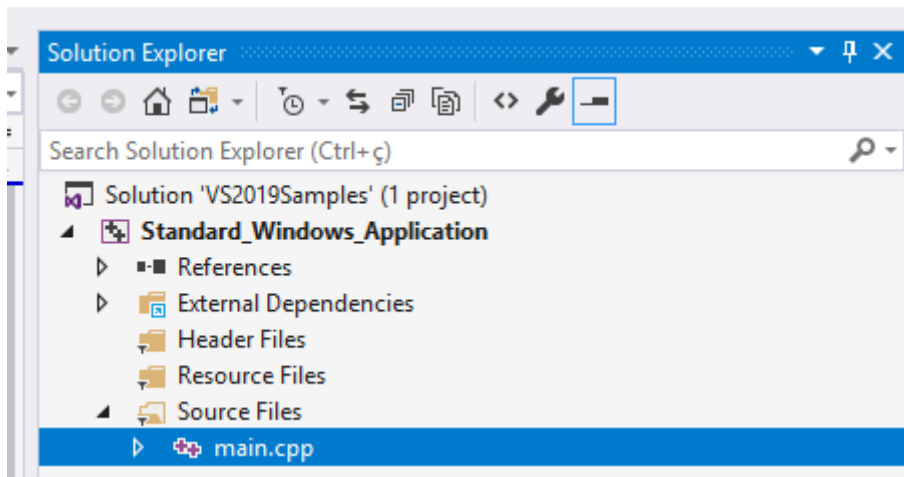 Solution Explorer
Search Solution Explorer (Ctrl+ç)
Solution 'VS2019Samples' (1 project)
Standard_Windows_Application
References
External Dependencies
Header Files
Resource Files
Source Files
main.cpp